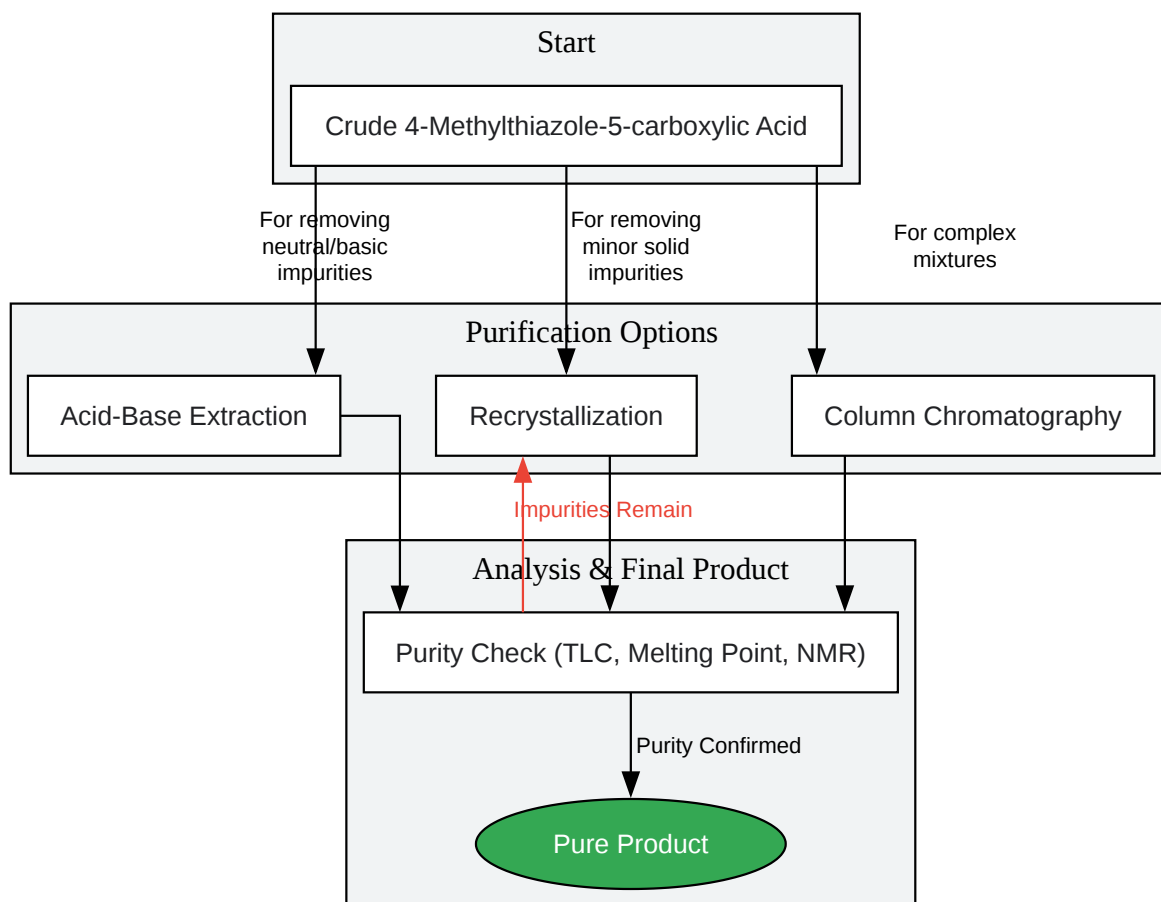 Start
Crude 4-Methylthiazole-5-carboxylic Acid
For removing
neutral/basic
impurities
For removing
minor solid
impurities
For complex
mixtures
Purification Options
Acid-Base Extraction
Recrystallization
Column Chromatography
Impurities Remain
Analysis & Final Product
Purity Check (TLC, Melting Point, NMR)
Purity Confirmed
Pure Product